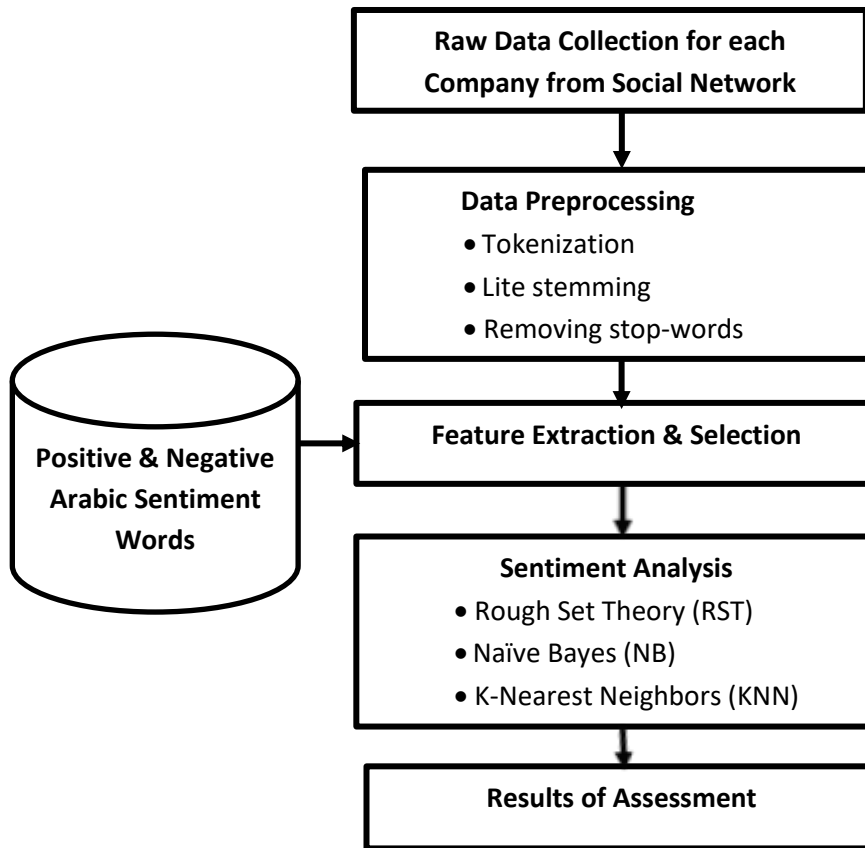 Raw Data Collection for each
Company from Social Network
Data Preprocessing
• Tokenization
• Lite stemming
• Removing stop-words
Positive & Negative
Arabic Sentiment
Words
Feature Extraction & Selection
Sentiment Analysis
• Rough Set Theory (RST)
• Naïve Bayes (NB)
• K-Nearest Neighbors (KNN)
Results of Assessment